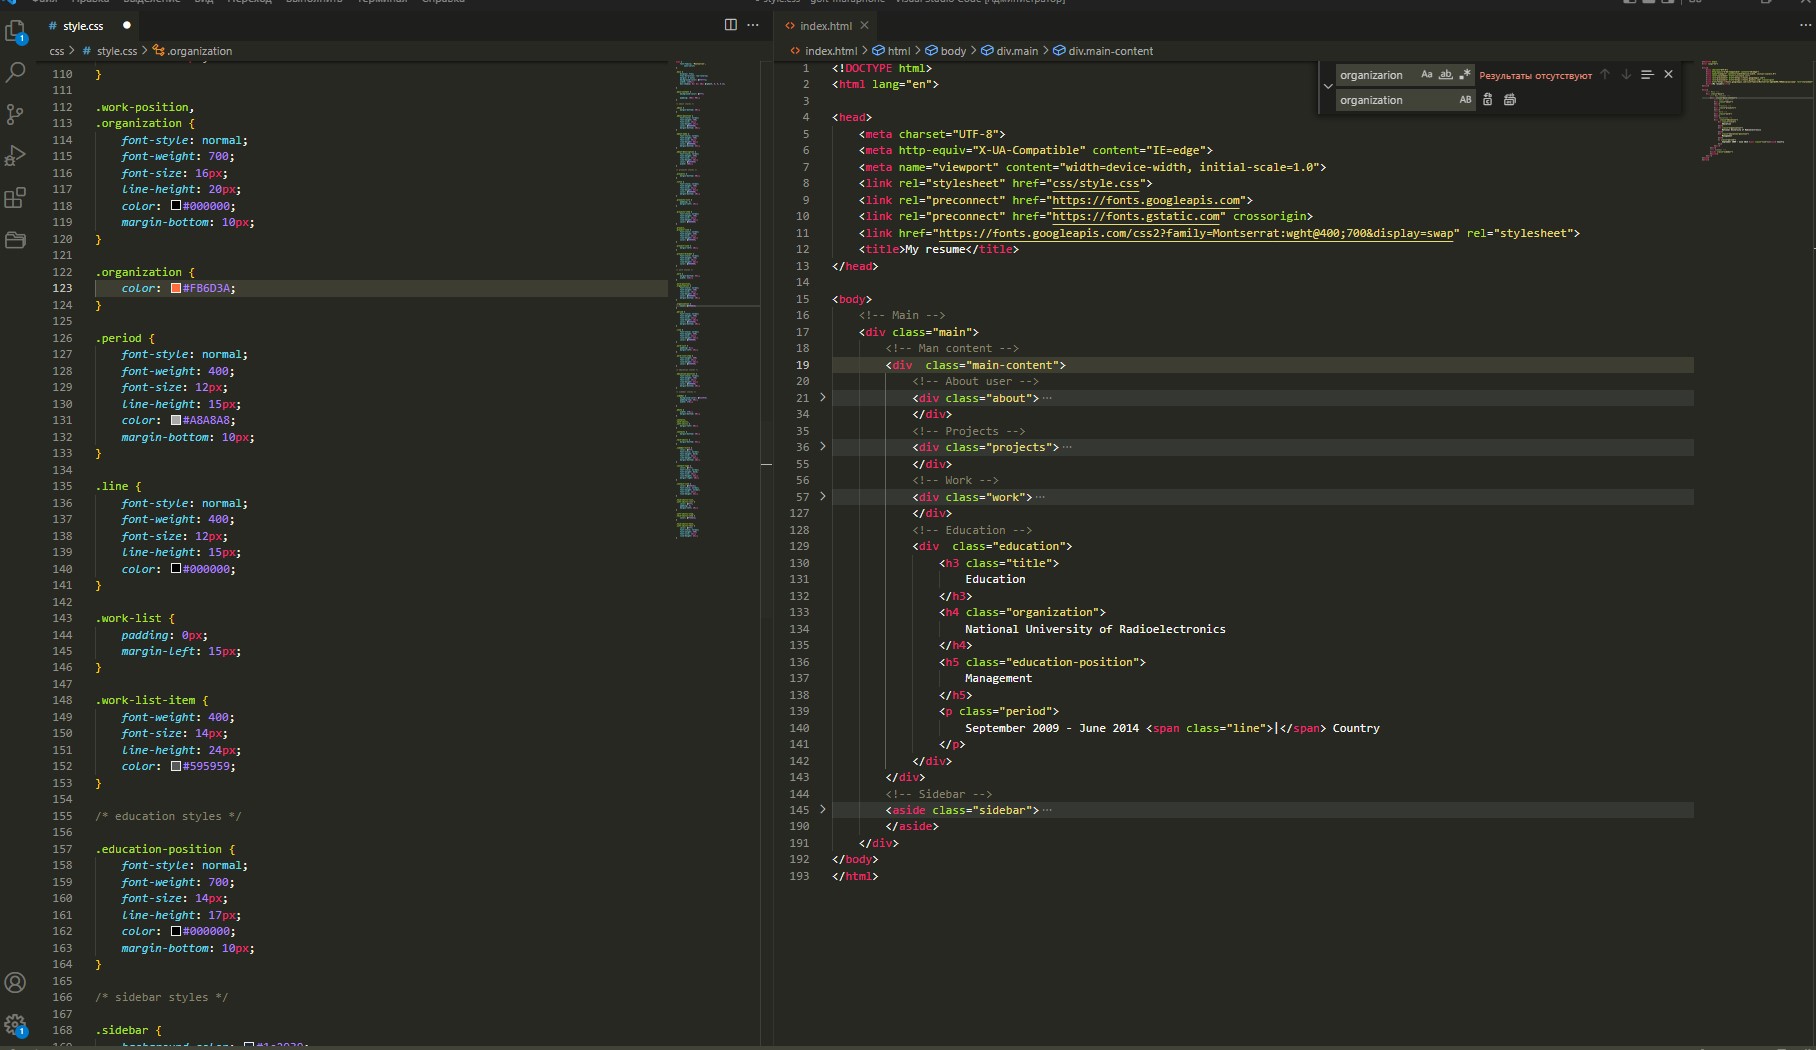 style.css
css > # style.css > .organization
110 }
111
112 .work-position,
113 .organization {
114 font-style: normal;
115 font-weight: 700;
116 font-size: 16px;
117 line-height: 20px;
118 color: #000000;
119 margin-bottom: 10px;
120 }
121
122 .organization {
123 color: #FB6D3A;
124 }
125
126 .period {
127 font-style: normal;
128 font-weight: 400;
129 font-size: 12px;
130 line-height: 15px;
131 color: #A8A8A8;
132 margin-bottom: 10px;
133 }
134
135 .line {
136 font-style: normal;
137 font-weight: 400;
138 font-size: 12px;
139 line-height: 15px;
140 color: #000000;
141 }
142
143 .work-list {
144 padding: 0px;
145 margin-left: 15px;
146 }
147
148 .work-list-item {
149 font-weight: 400;
150 font-size: 14px;
151 line-height: 24px;
152 color: #595959;
153 }
154
155 /* education styles */
156
157 .education-position {
158 font-style: normal;
159 font-weight: 700;
160 font-size: 14px;
161 line-height: 17px;
162 color: #000000;
163 margin-bottom: 10px;
164 }
165
166 /* sidebar styles */
167
168 .sidebar {
index.html
index.html > html > body > div.main > div.main-content
organizarion Aa ab .* Результаты отсутствуют
organization AB
1 <!DOCTYPE html>
2 <html lang="en">
3
4 <head>
5 <meta charset="UTF-8">
6 <meta http-equiv="X-UA-Compatible" content="IE=edge">
7 <meta name="viewport" content="width=device-width, initial-scale=1.0">
8 <link rel="stylesheet" href="css/style.css">
9 <link rel="preconnect" href="https://fonts.googleapis.com">
10 <link rel="preconnect" href="https://fonts.gstatic.com" crossorigin>
11 <link href="https://fonts.googleapis.com/css2?family=Montserrat:wght@400;700&display=swap" rel="stylesheet">
12 <title>My resume</title>
13 </head>
14
15 <body>
16 <!-- Main -->
17 <div class="main">
18 <!-- Man content -->
19 <div  class="main-content">
20 <!-- About user -->
21 <div class="about"> ···
34 </div>
35 <!-- Projects -->
36 <div class="projects"> ···
55 </div>
56 <!-- Work -->
57 <div class="work"> ···
127 </div>
128 <!-- Education -->
129 <div  class="education">
130 <h3 class="title">
131 Education
132 </h3>
133 <h4 class="organization">
134 National University of Radioelectronics
135 </h4>
136 <h5 class="education-position">
137 Management
138 </h5>
139 <p class="period">
140 September 2009 - June 2014 <span class="line">|</span> Country
141 </p>
142 </div>
143 </div>
144 <!-- Sidebar -->
145 <aside class="sidebar"> ···
190 </aside>
191 </div>
192 </body>
193 </html>